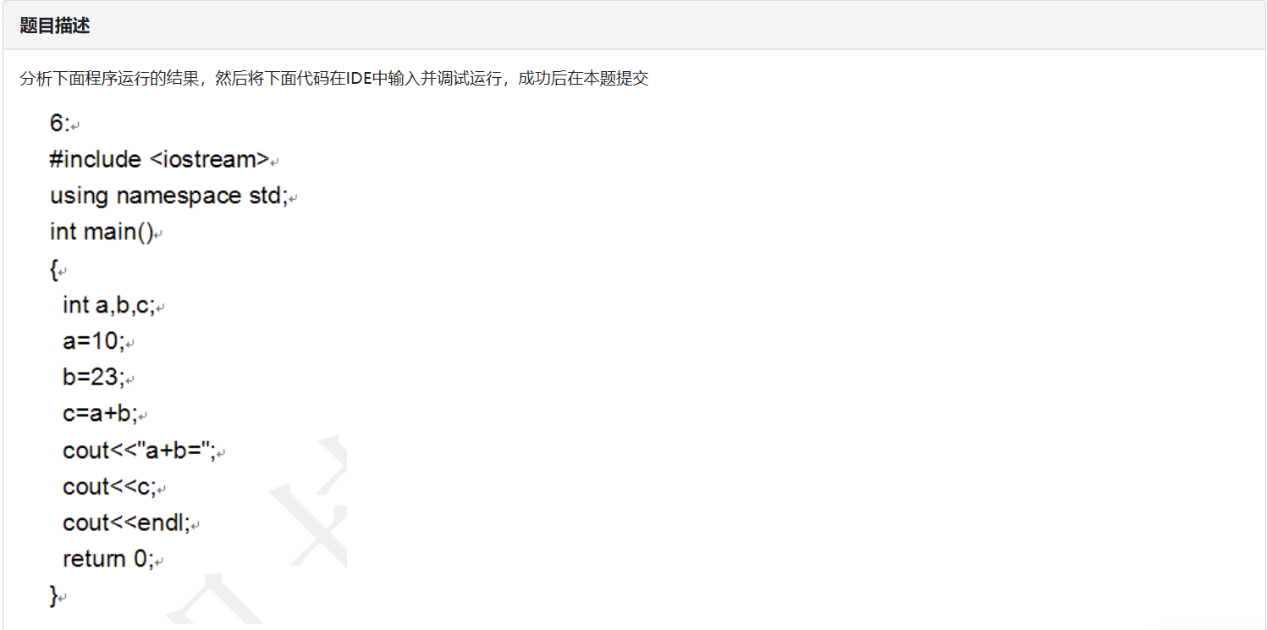 题目描述
分析下面程序运行的结果，然后将下面代码在IDE中输入并调试运行，成功后在本题提交
6:↵
#include <iostream>↵
using namespace std;↵
int main()↵
{↵
int a,b,c;↵
a=10;↵
b=23;↵
c=a+b;↵
cout<<"a+b=";↵
cout<<c;↵
cout<<endl;↵
return 0;↵
}↵